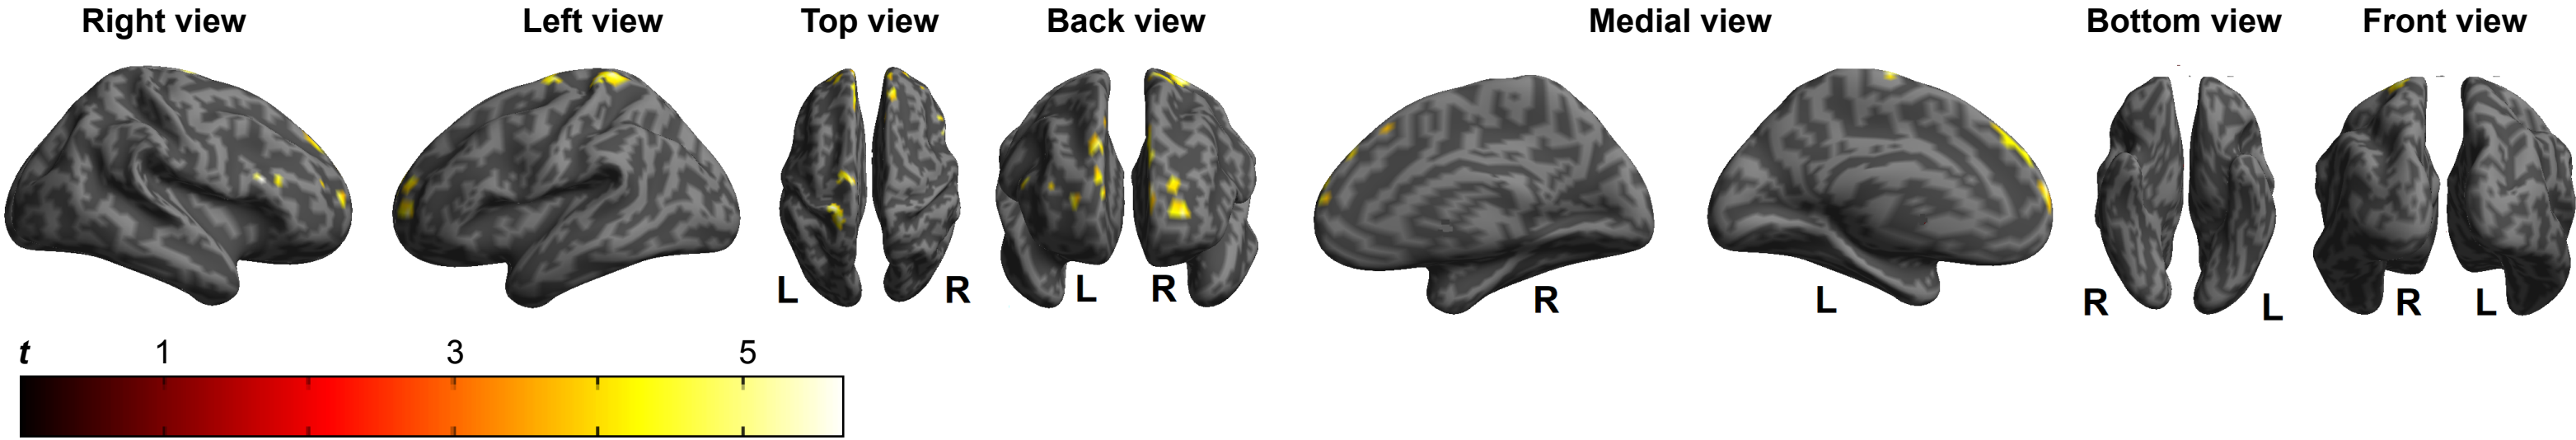 Right view Left view Top view Back view Medial view Bottom view Front view
L R L R R L R L R L
t 1 3 5